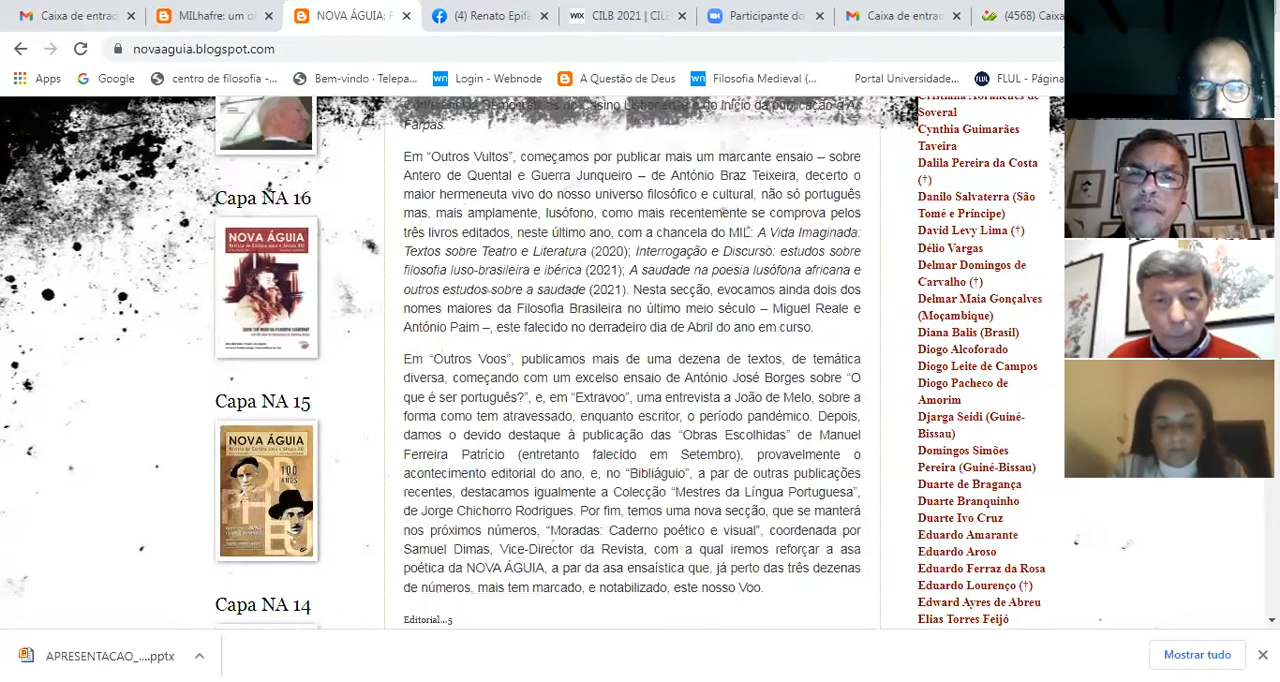 Caixa de entrad
MILhafre: um o
NOVA ÁGUIA: R
(4) Renato Epifâ
CILB 2021 | CILB
Participante do
Caixa de entrad
(4568) Caixa
novaaguia.blogspot.com
Apps
Google
centro de filosofia -...
Bem-vindo · Telepa...
Login - Webnode
A Questão de Deus
Filosofia Medieval (...
Portal Universidade...
FLUL - Página
Capa NA 16
NOVA ÁGUIA
Capa NA 15
NOVA ÁGUIA
100
ANOS
Capa NA 14
Conferências Democráticas do Casino Lisbonense e do início da publicação d'As
Farpas.
Em “Outros Vultos”, começamos por publicar mais um marcante ensaio – sobre
Antero de Quental e Guerra Junqueiro – de António Braz Teixeira, decerto o
maior hermeneuta vivo do nosso universo filosófico e cultural, não só português
mas, mais amplamente, lusófono, como mais recentemente se comprova pelos
três livros editados, neste último ano, com a chancela do MIL: A Vida Imaginada:
Textos sobre Teatro e Literatura (2020); Interrogação e Discurso: estudos sobre
filosofia luso-brasileira e ibérica (2021); A saudade na poesia lusófona africana e
outros estudos sobre a saudade (2021). Nesta secção, evocamos ainda dois dos
nomes maiores da Filosofia Brasileira no último meio século – Miguel Reale e
António Paim –, este falecido no derradeiro dia de Abril do ano em curso.
Em “Outros Voos”, publicamos mais de uma dezena de textos, de temática
diversa, começando com um excelso ensaio de António José Borges sobre “O
que é ser português?”, e, em “Extravoo”, uma entrevista a João de Melo, sobre a
forma como tem atravessado, enquanto escritor, o período pandémico. Depois,
damos o devido destaque à publicação das “Obras Escolhidas” de Manuel
Ferreira Patrício (entretanto falecido em Setembro), provavelmente o
acontecimento editorial do ano, e, no “Bibliáguio”, a par de outras publicações
recentes, destacamos igualmente a Colecção “Mestres da Língua Portuguesa”,
de Jorge Chichorro Rodrigues. Por fim, temos uma nova secção, que se manterá
nos próximos números, “Moradas: Caderno poético e visual”, coordenada por
Samuel Dimas, Vice-Director da Revista, com a qual iremos reforçar a asa
poética da NOVA ÁGUIA, a par da asa ensaística que, já perto das três dezenas
de números, mais tem marcado, e notabilizado, este nosso Voo.
Editorial...5
Cristiana Abranches de
Soveral
Cynthia Guimarães
Taveira
Dalila Pereira da Costa
(†)
Danilo Salvaterra (São
Tomé e Príncipe)
David Levy Lima (†)
Délio Vargas
Delmar Domingos de
Carvalho (†)
Delmar Maia Gonçalves
(Moçambique)
Diana Balis (Brasil)
Diogo Alcoforado
Diogo Leite de Campos
Diogo Pacheco de
Amorim
Djarga Seidi (Guiné-
Bissau)
Domingos Simões
Pereira (Guiné-Bissau)
Duarte de Bragança
Duarte Branquinho
Duarte Ivo Cruz
Eduardo Amarante
Eduardo Aroso
Eduardo Ferraz da Rosa
Eduardo Lourenço (†)
Edward Ayres de Abreu
Elias Torres Feijó
APRESENTACAO_....pptx
Mostrar tudo